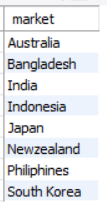 market
Australia
Bangladesh
India
Indonesia
Japan
Newzealand
Philiphines
South Korea